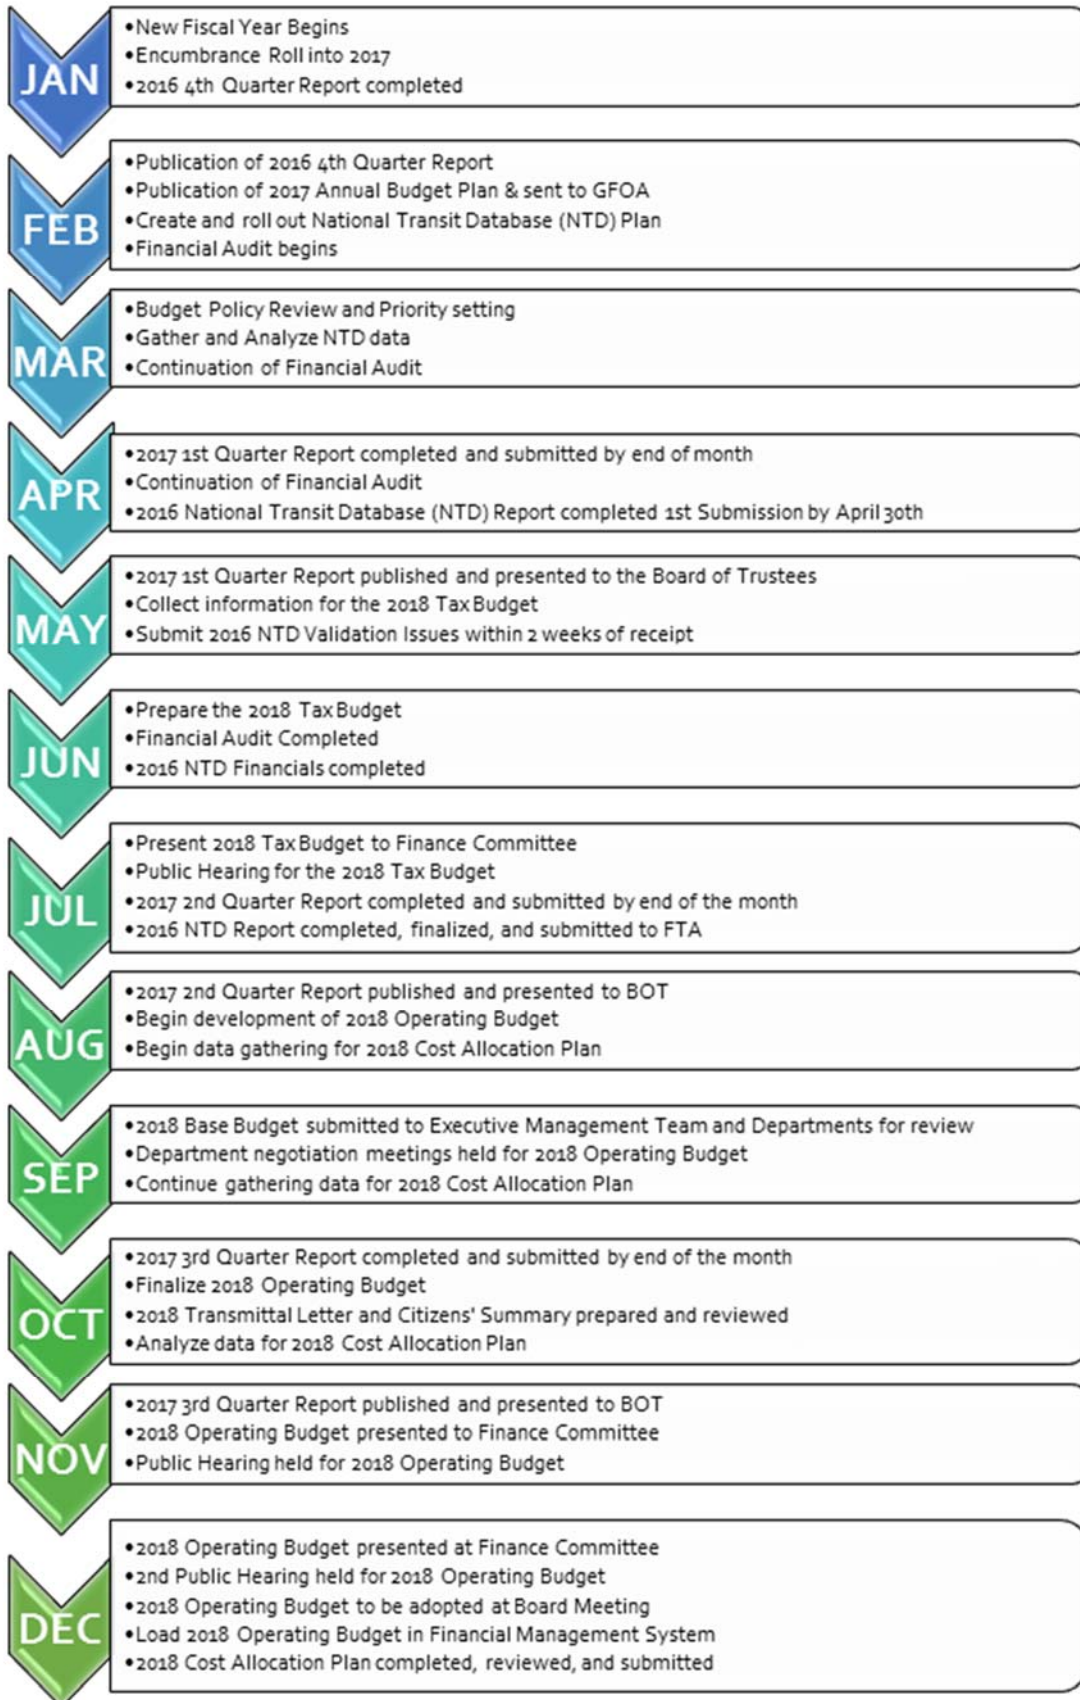 JAN
•New Fiscal Year Begins
•Encumbrance Roll into 2017
•2016 4th Quarter Report completed
FEB
•Publication of 2016 4th Quarter Report
•Publication of 2017 Annual Budget Plan & sent to GFOA
•Create and roll out National Transit Database (NTD) Plan
•Financial Audit begins
MAR
•Budget Policy Review and Priority setting
•Gather and Analyze NTD data
•Continuation of Financial Audit
APR
•2017 1st Quarter Report completed and submitted by end of month
•Continuation of Financial Audit
•2016 National Transit Database (NTD) Report completed 1st Submission by April 30th
MAY
•2017 1st Quarter Report published and presented to the Board of Trustees
•Collect information for the 2018 Tax Budget
•Submit 2016 NTD Validation Issues within 2 weeks of receipt
JUN
•Prepare the 2018 Tax Budget
•Financial Audit Completed
•2016 NTD Financials completed
JUL
•Present 2018 Tax Budget to Finance Committee
•Public Hearing for the 2018 Tax Budget
•2017 2nd Quarter Report completed and submitted by end of the month
•2016 NTD Report completed, finalized, and submitted to FTA
AUG
•2017 2nd Quarter Report published and presented to BOT
•Begin development of 2018 Operating Budget
•Begin data gathering for 2018 Cost Allocation Plan
SEP
•2018 Base Budget submitted to Executive Management Team and Departments for review
•Department negotiation meetings held for 2018 Operating Budget
•Continue gathering data for 2018 Cost Allocation Plan
OCT
•2017 3rd Quarter Report completed and submitted by end of the month
•Finalize 2018 Operating Budget
•2018 Transmittal Letter and Citizens' Summary prepared and reviewed
•Analyze data for 2018 Cost Allocation Plan
NOV
•2017 3rd Quarter Report published and presented to BOT
•2018 Operating Budget presented to Finance Committee
•Public Hearing held for 2018 Operating Budget
DEC
•2018 Operating Budget presented at Finance Committee
•2nd Public Hearing held for 2018 Operating Budget
•2018 Operating Budget to be adopted at Board Meeting
•Load 2018 Operating Budget in Financial Management System
•2018 Cost Allocation Plan completed, reviewed, and submitted